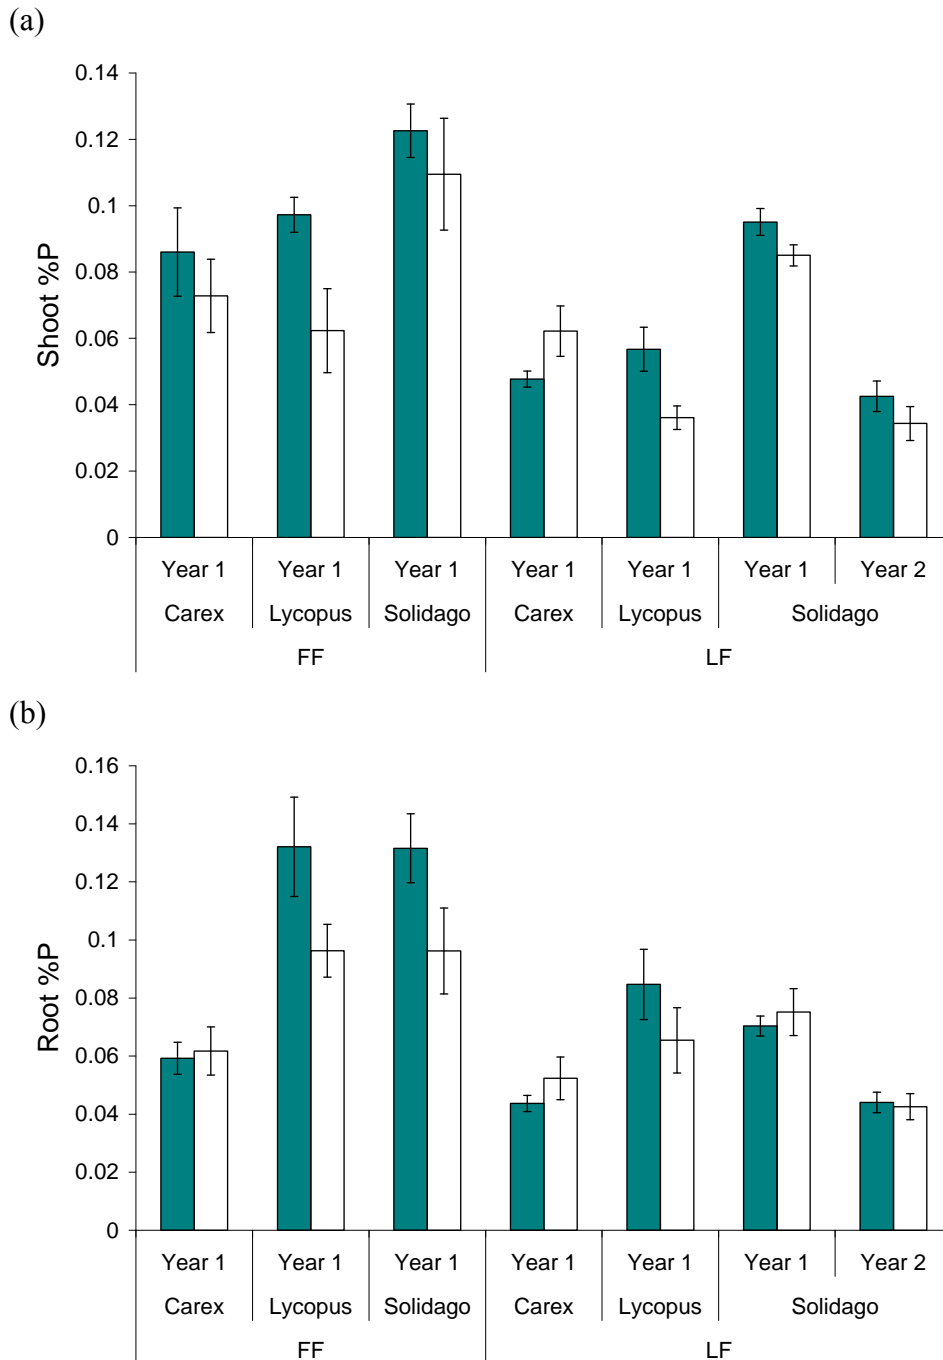 (a)
0.14
0.12
0.1
0.08
0.06
0.04
0.02
0
Shoot %P
Year 1 Year 1 Year 1 Year 1 Year 1 Year 1 Year 2
Carex Lycopus Solidago Carex Lycopus Solidago
FF LF
(b)
0.16
0.14
0.12
0.1
0.08
0.06
0.04
0.02
0
Root %P
Year 1 Year 1 Year 1 Year 1 Year 1 Year 1 Year 2
Carex Lycopus Solidago Carex Lycopus Solidago
FF LF